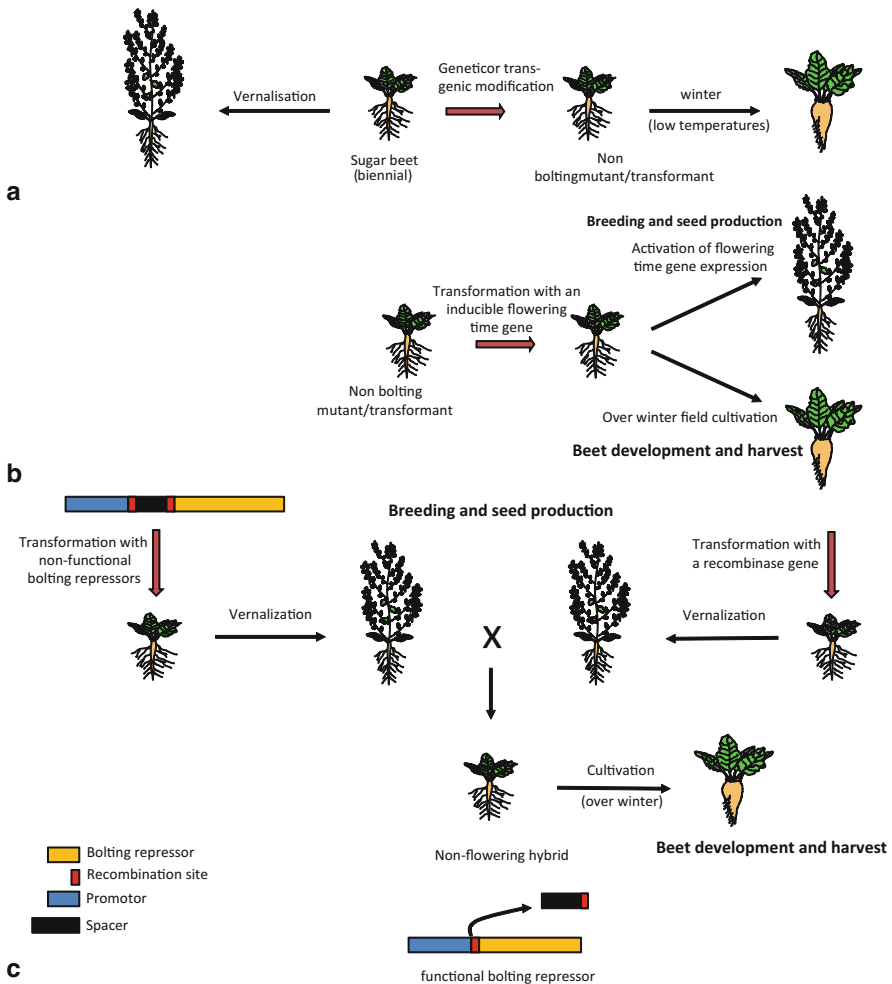 Vernalisation
Sugar beet
(biennial)
Geneticor trans-
genic modification
Non
boltingmutant/transformant
winter
(low temperatures)
a
Breeding and seed production
Activation of flowering
time gene expression
Transformation with an
inducible flowering
time gene
Non bolting
mutant/transformant
Over winter field cultivation
Beet development and harvest
b
Breeding and seed production
Transformation with
non-functional
bolting repressors
Vernalization
X
Transformation with
a recombinase gene
Vernalization
Cultivation
(over winter)
Non-flowering hybrid
Beet development and harvest
Bolting repressor
Recombination site
Promotor
Spacer
functional bolting repressor
c